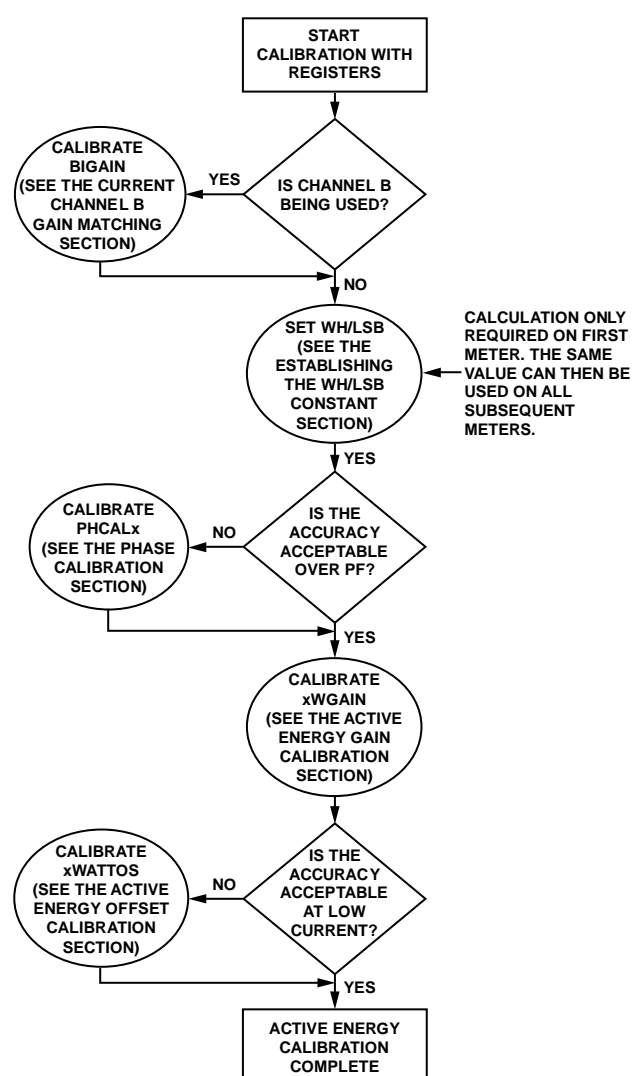 START
CALIBRATION WITH
REGISTERS
CALIBRATE
BIGAIN
(SEE THE CURRENT
CHANNEL B
GAIN MATCHING
SECTION)
YES
IS CHANNEL B
BEING USED?
NO
SET WH/LSB
(SEE THE
ESTABLISHING
THE WH/LSB
CONSTANT
SECTION)
CALCULATION ONLY
REQUIRED ON FIRST
METER. THE SAME
VALUE CAN THEN BE
USED ON ALL
SUBSEQUENT
METERS.
YES
CALIBRATE
PHCALx
(SEE THE PHASE
CALIBRATION
SECTION)
NO
IS THE
ACCURACY
ACCEPTABLE
OVER PF?
YES
CALIBRATE
xWGAIN
(SEE THE ACTIVE
ENERGY GAIN
CALIBRATION
SECTION)
CALIBRATE
xWATTOS
(SEE THE ACTIVE
ENERGY OFFSET
CALIBRATION
SECTION)
NO
IS THE
ACCURACY
ACCEPTABLE
AT LOW
CURRENT?
YES
ACTIVE ENERGY
CALIBRATION
COMPLETE